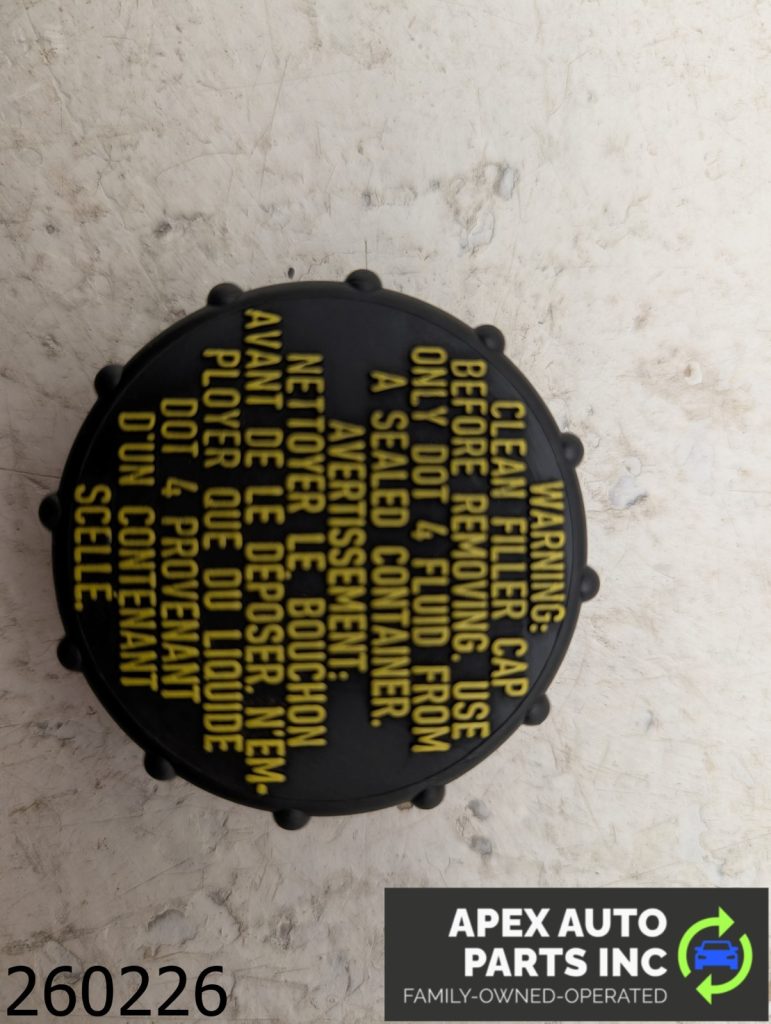 WARNING:
CLEAN FILLER CAP
BEFORE REMOVING. USE
ONLY DOT 4 FLUID FROM
A SEALED CONTAINER.
AVERTISSEMENT:
NETTOYER LE BOUCHON
AVANT DE LE DÉPOSER. N'EM-
PLOYER QUE DU LIQUIDE
DOT 4 PROVENANT
D'UN CONTENANT
SCELLÉ.
260226
APEX AUTO
PARTS INC
FAMILY-OWNED-OPERATED